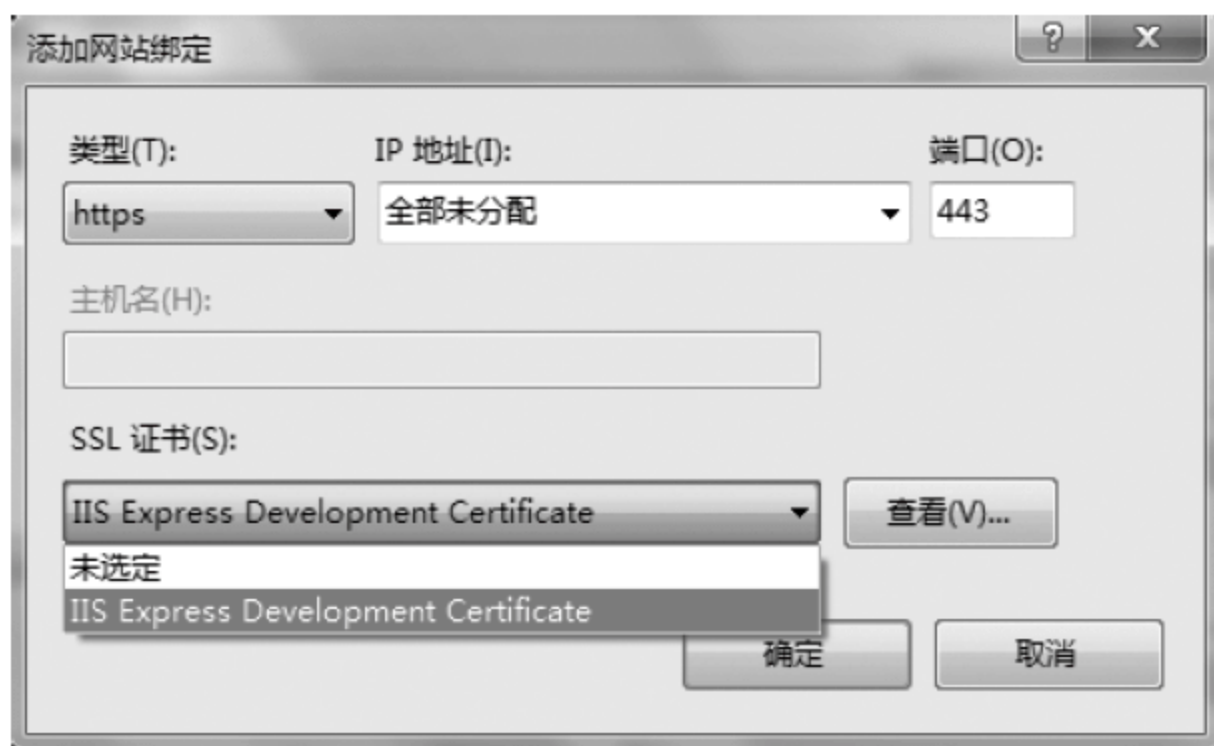 添加网站绑定
类型(T): IP 地址(I): 端口(O):
https 全部未分配 443
主机名(H):
SSL 证书(S):
IIS Express Development Certificate 查看(V)...
未选定
IIS Express Development Certificate
确定 取消